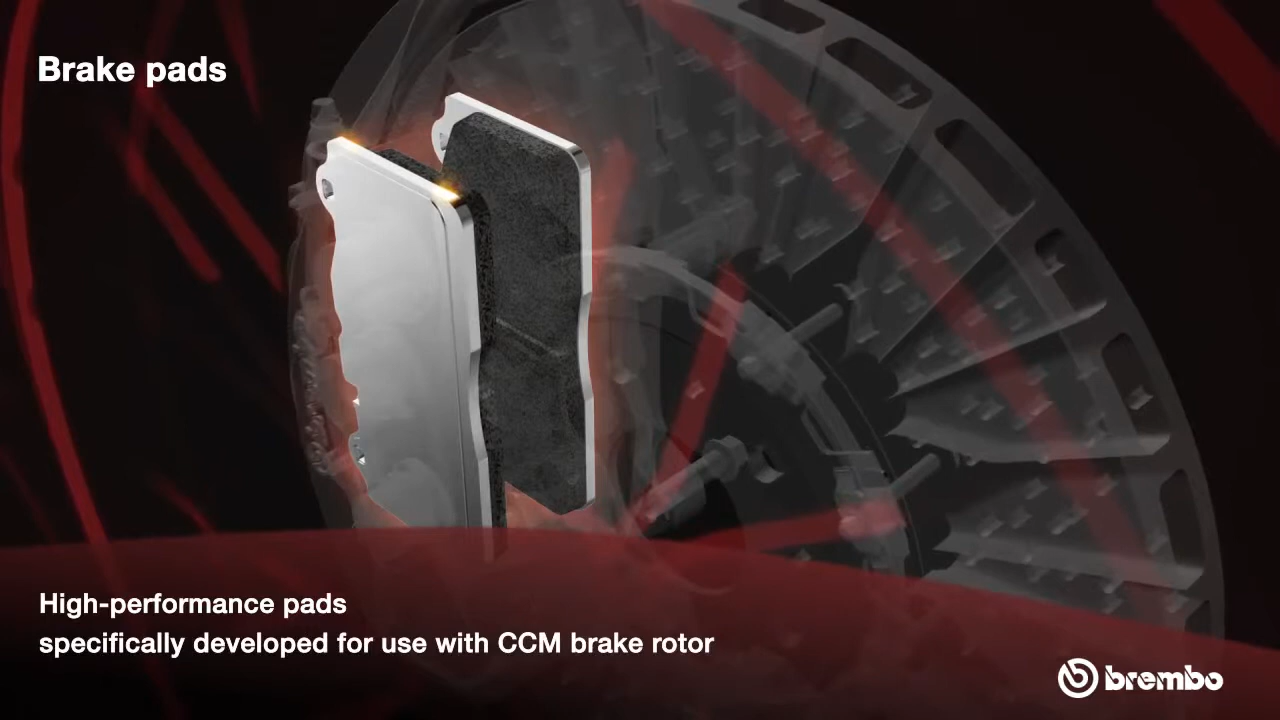 Brake pads
High-performance pads
specifically developed for use with CCM brake rotor
brembo